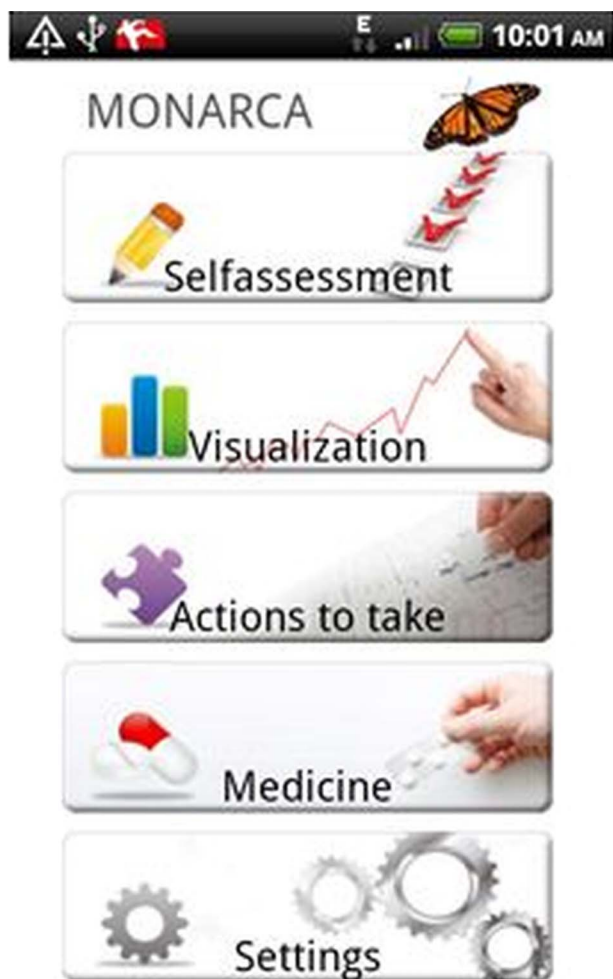 E 10:01 AM
MONARCA
Selfassessment
Visualization
Actions to take
Medicine
Settings